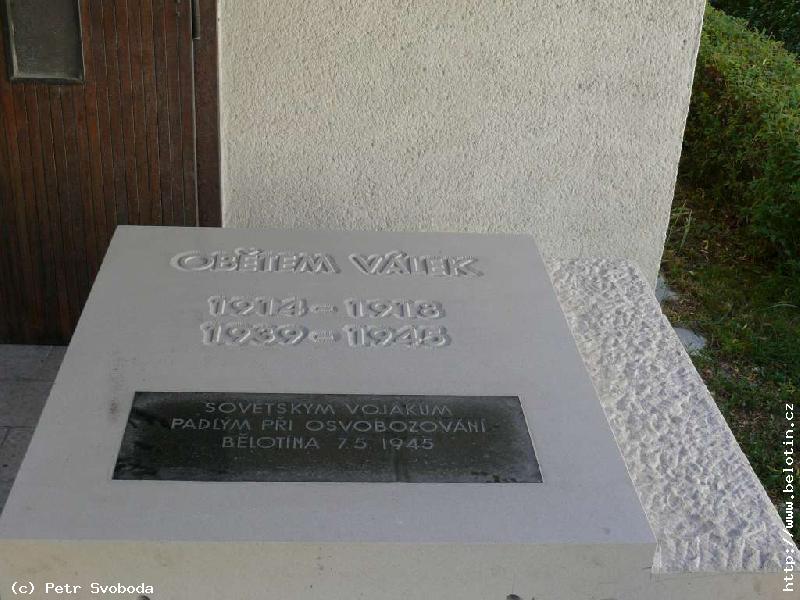 OBĚTEM VÁLEK
1914-1918
1939-1945
SOVĚTSKÝM VOJÁKŮM
PADLÝM PŘI OSVOBOZOVÁNÍ
BĚLOTÍNA 7.5 1945
(c) Petr Svoboda
http://www.belotin.cz